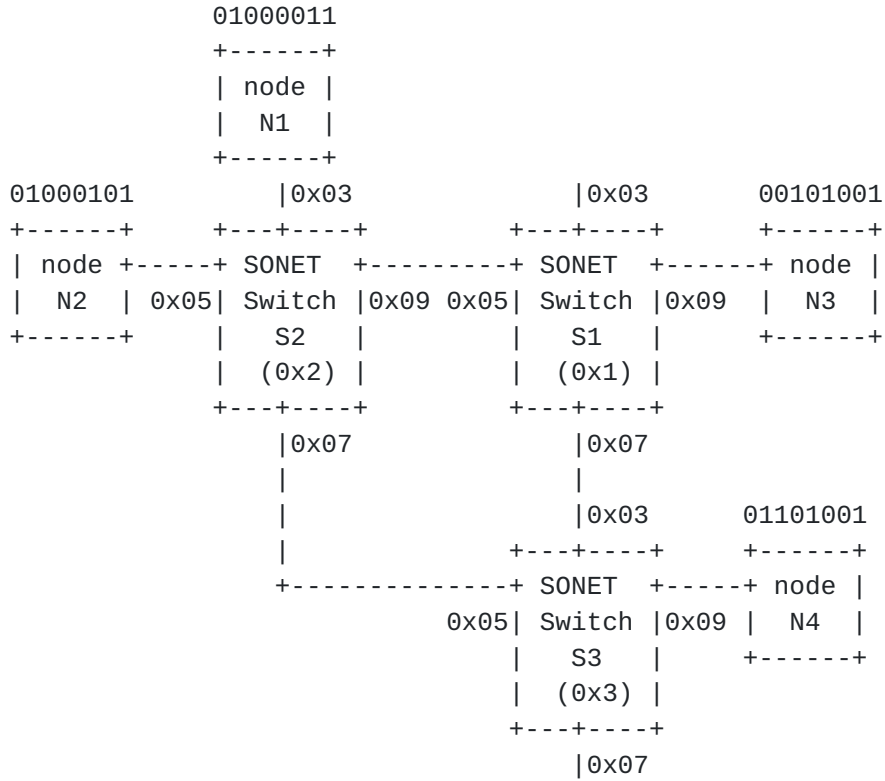 01000011
             +------+
             | node |
             |  N1  |
             +------+
01000101         |0x03              |0x03       00101001
+------+     +---+----+         +---+----+      +------+
| node +-----+ SONET  +---------+ SONET  +------+ node |
|  N2  | 0x05| Switch |0x09 0x05| Switch |0x09  |  N3  |
+------+     |   S2   |         |   S1   |      +------+
             |  (0x2) |         |  (0x1) |
             +---+----+         +---+----+
                 |0x07              |0x07
                 |                  |
                 |                  |0x03      01101001
                 |              +---+----+     +------+
                 +--------------+ SONET  +-----+ node |
                            0x05| Switch |0x09 |  N4  |
                                |   S3   |     +------+
                                |  (0x3) |
                                +---+----+
                                    |0x07